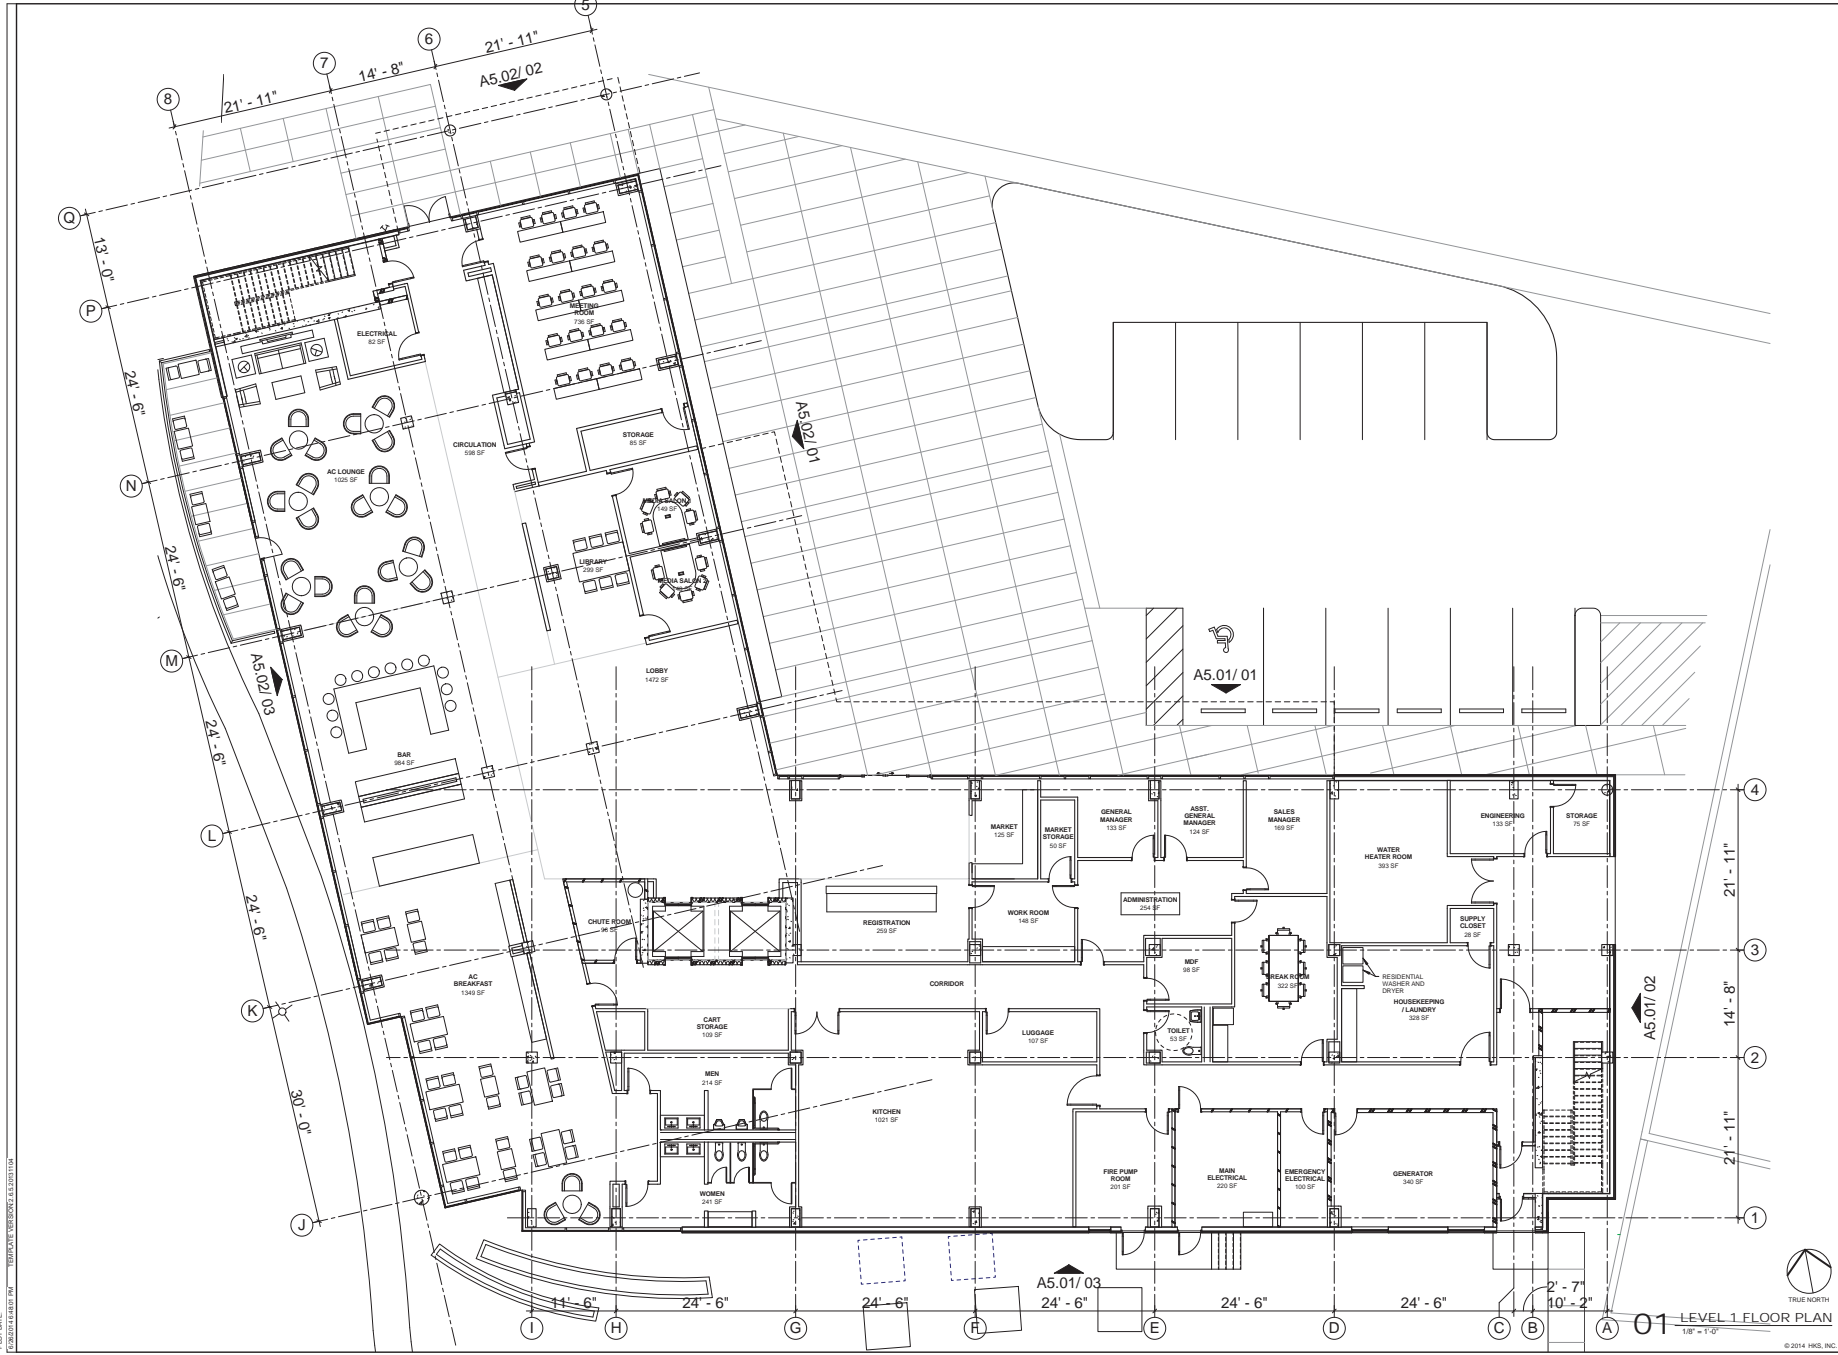 5
6
7
8
21' - 11"
14' - 8"
21' - 11"
A5.02/ 02
Q
13' - 0"
P
24' - 6"
N
24' - 6"
M
24' - 6"
L
24' - 6"
K
30' - 0"
J
A5.02/ 01
A5.02/ 03
MEETING
ROOM
736 SF
ELECTRICAL
82 SF
CIRCULATION
598 SF
STORAGE
85 SF
AC LOUNGE
1025 SF
149 SF
LIBRARY
299 SF
LOBBY
1472 SF
BAR
984 SF
A5.01/ 01
MARKET
125 SF
MARKET
STORAGE
50 SF
GENERAL
MANAGER
133 SF
ASST.
GENERAL
MANAGER
124 SF
SALES
MANAGER
169 SF
WATER
HEATER ROOM
393 SF
ENGINEERING
133 SF
STORAGE
75 SF
4
21' - 11"
CHUTE ROOM
REGISTRATION
259 SF
WORK ROOM
148 SF
ADMINISTRATION
254 SF
SUPPLY
CLOSET
28 SF
3
AC
BREAKFAST
1349 SF
CORRIDOR
MDF
98 SF
BREAK ROOM
322 SF
RESIDENTIAL
WASHER AND
DRYER
HOUSEKEEPING
/ LAUNDRY
328 SF
A5.01/ 02
14' - 8"
CART
STORAGE
109 SF
LUGGAGE
107 SF
TOILET
53 SF
2
MEN
214 SF
KITCHEN
1021 SF
21' - 11"
WOMEN
241 SF
FIRE PUMP
ROOM
201 SF
MAIN
ELECTRICAL
220 SF
EMERGENCY
ELECTRICAL
100 SF
GENERATOR
340 SF
1
A5.01/ 03
11' - 6"
24' - 6"
24' - 6"
24' - 6"
24' - 6"
24' - 6"
2' - 7"
10' - 2"
I
H
G
F
E
D
C
B
A
TRUE NORTH
01 LEVEL 1 FLOOR PLAN
1/8" = 1'-0"
© 2014 HKS, INC.